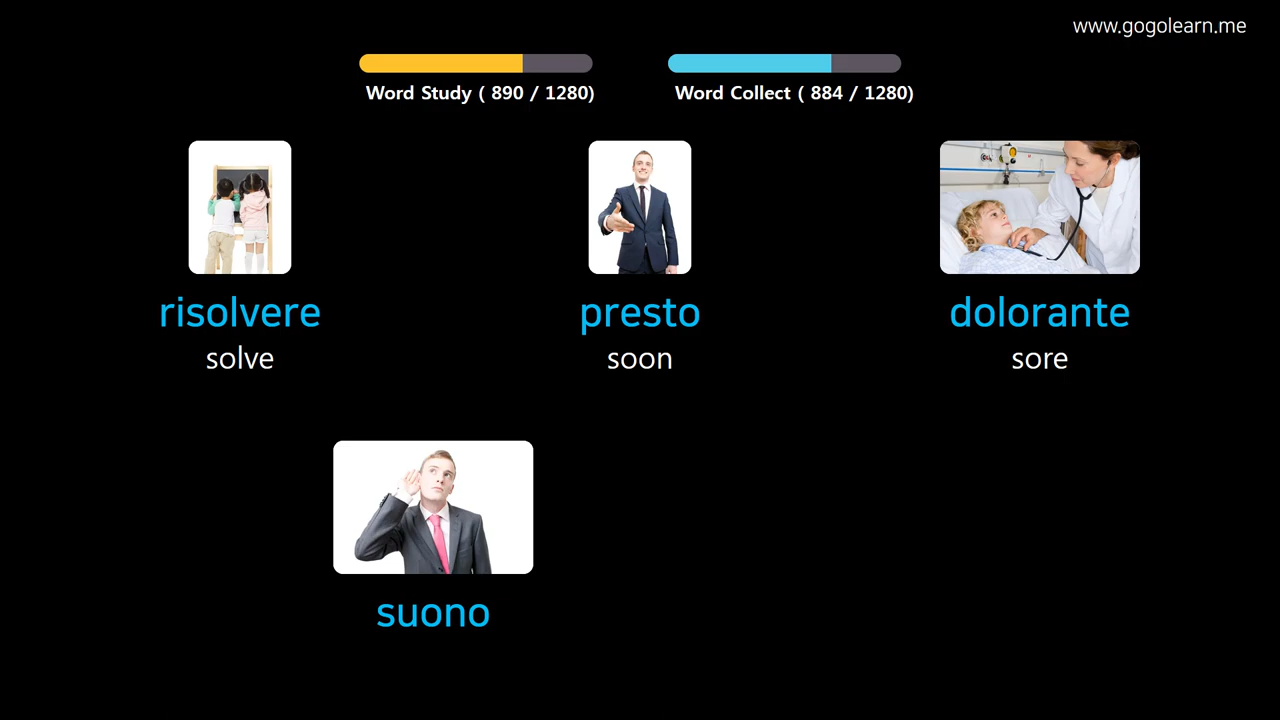 www.gogolearn.me
Word Study ( 890 / 1280)
Word Collect ( 884 / 1280)
risolvere
solve
presto
soon
dolorante
sore
suono